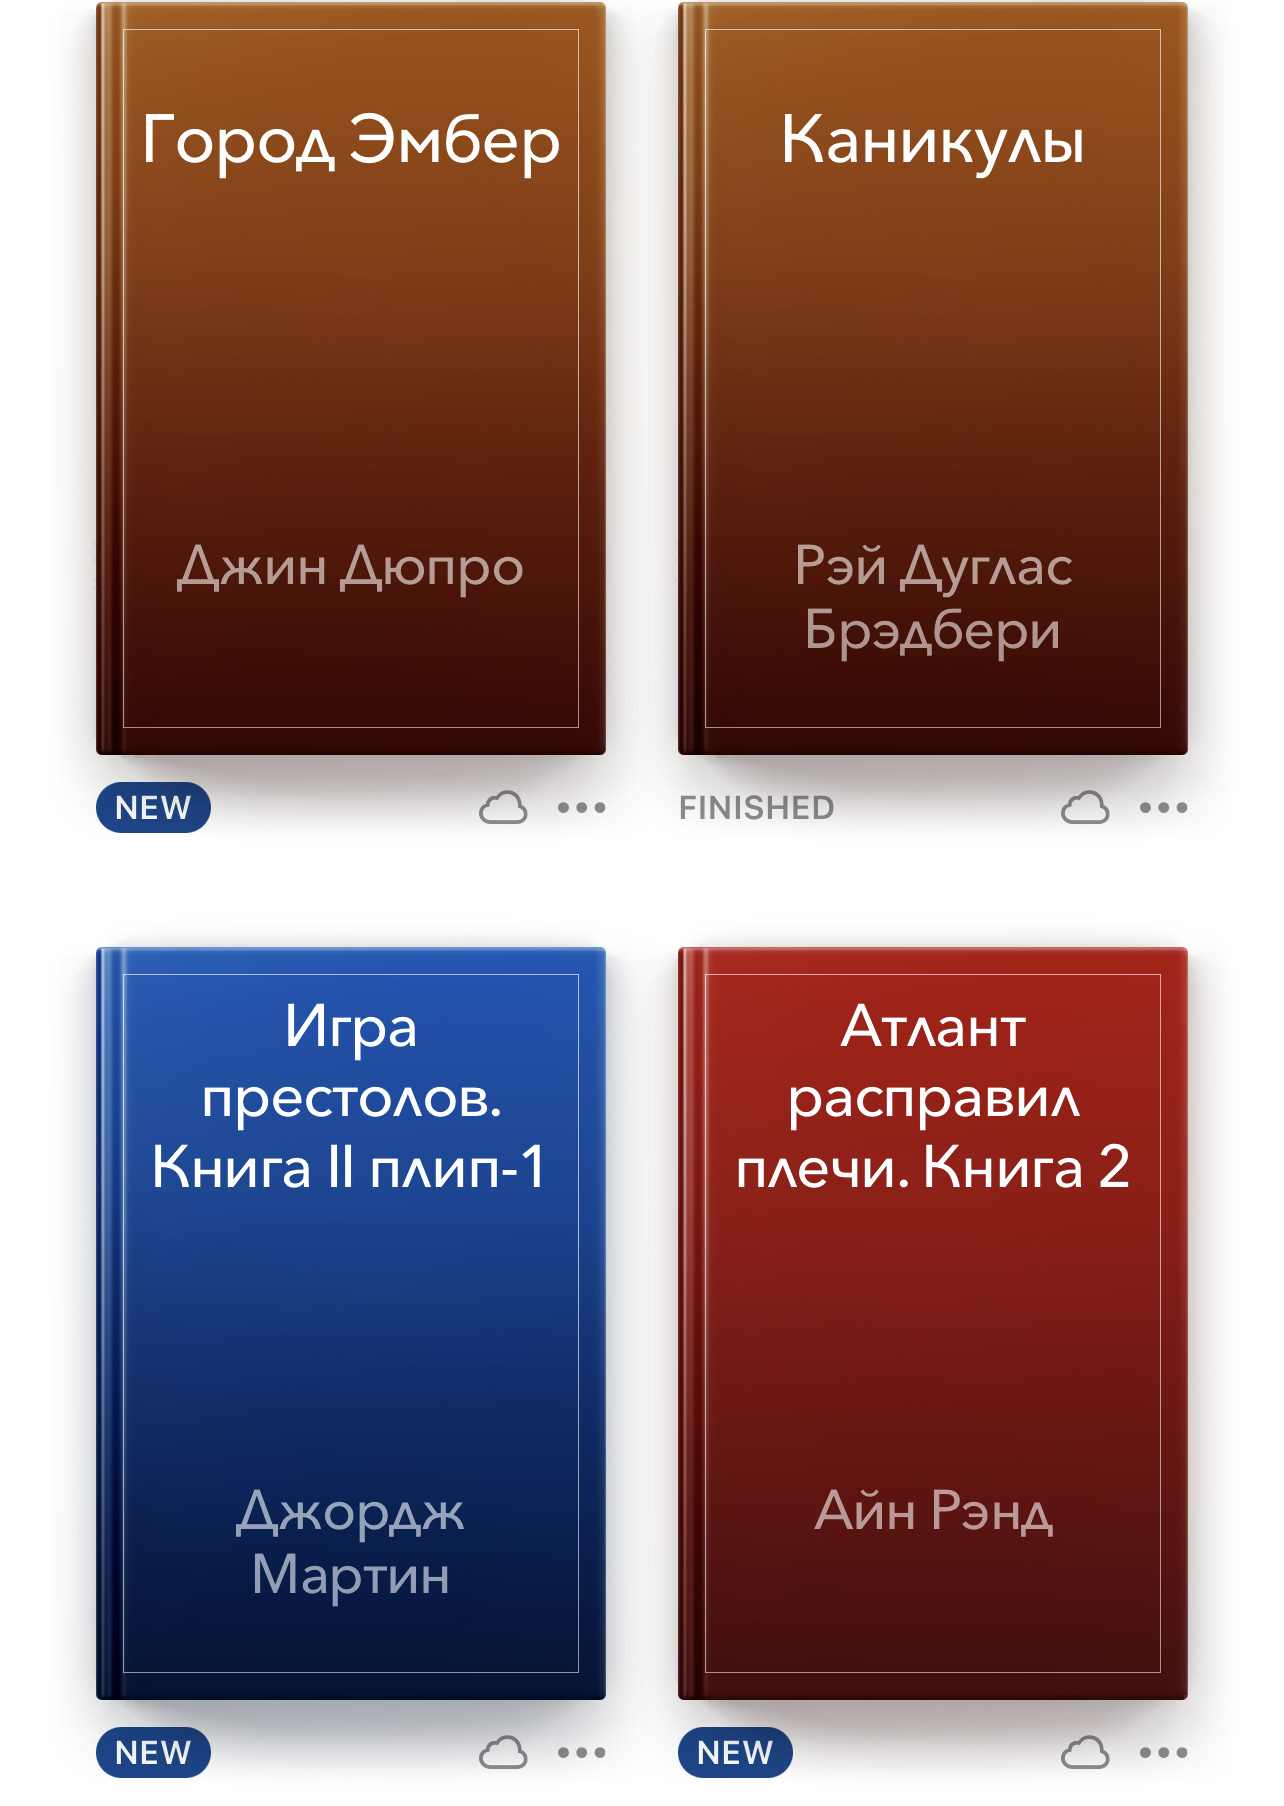 Город Эмбер
Джин Дюпро
NEW
Каникулы
Рэй Дуглас
Брэдбери
FINISHED
Игра
престолов.
Книга II плип-1
Джордж
Мартин
NEW
Атлант
расправил
плечи. Книга 2
Айн Рэнд
NEW